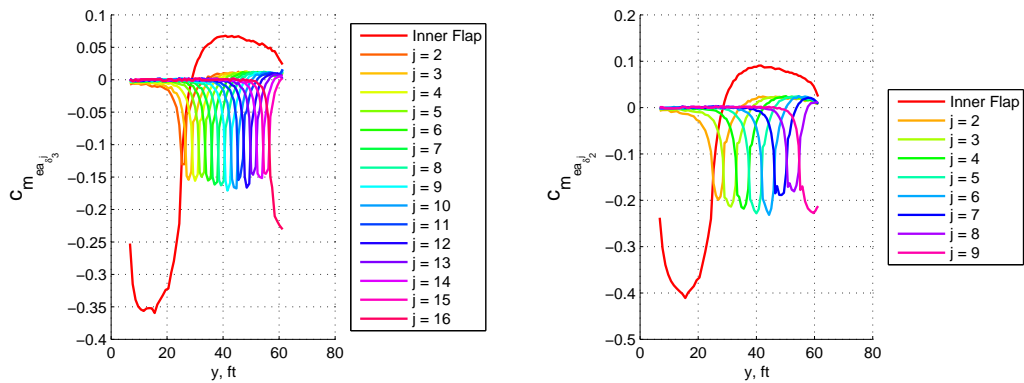 0.1
0.05
0
−0.05
−0.1
−0.15
−0.2
−0.25
−0.3
−0.35
−0.4
0 20 40 60 80
y, ft
c m ea δ 3 j
Inner Flap
j = 2
j = 3
j = 4
j = 5
j = 6
j = 7
j = 8
j = 9
j = 10
j = 11
j = 12
j = 13
j = 14
j = 15
j = 16
0.2
0.1
0
−0.1
−0.2
−0.3
−0.4
−0.5
0 20 40 60 80
y, ft
c m ea δ 2 j
Inner Flap
j = 2
j = 3
j = 4
j = 5
j = 6
j = 7
j = 8
j = 9